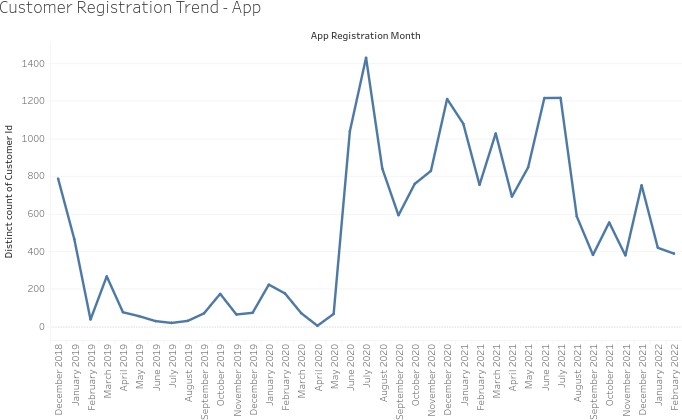 Customer Registration Trend - App
App Registration Month
Distinct count of Customer Id
1400
1200
1000
800
600
400
200
0
December 2018
January 2019
February 2019
March 2019
April 2019
May 2019
June 2019
July 2019
August 2019
September 2019
October 2019
November 2019
December 2019
January 2020
February 2020
March 2020
April 2020
May 2020
June 2020
July 2020
August 2020
September 2020
October 2020
November 2020
December 2020
January 2021
February 2021
March 2021
April 2021
May 2021
June 2021
July 2021
August 2021
September 2021
October 2021
November 2021
December 2021
January 2022
February 2022